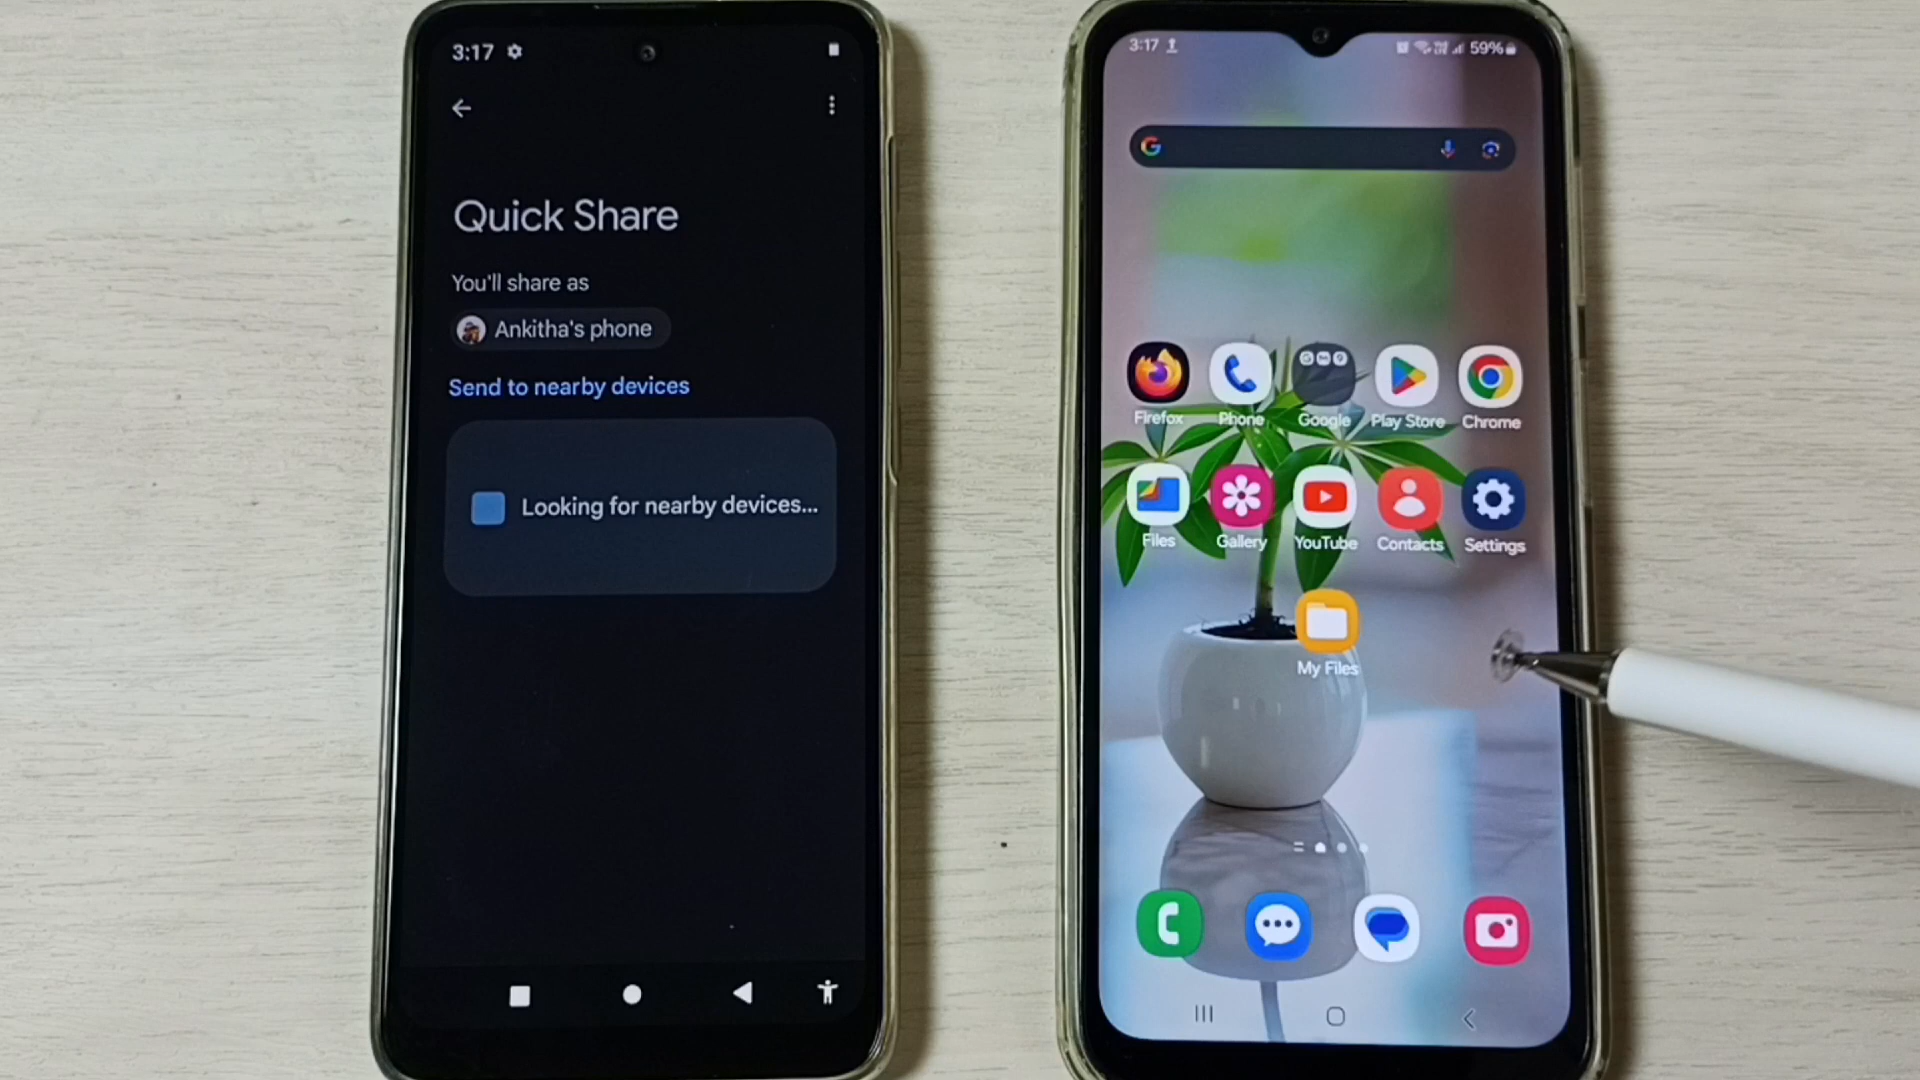 3:17
Quick Share
You'll share as
Ankitha's phone
Send to nearby devices
Looking for nearby devices...
3:17
59%
Firefox
Phone
Google
Play Store
Chrome
Files
Gallery
YouTube
Contacts
Settings
My Files